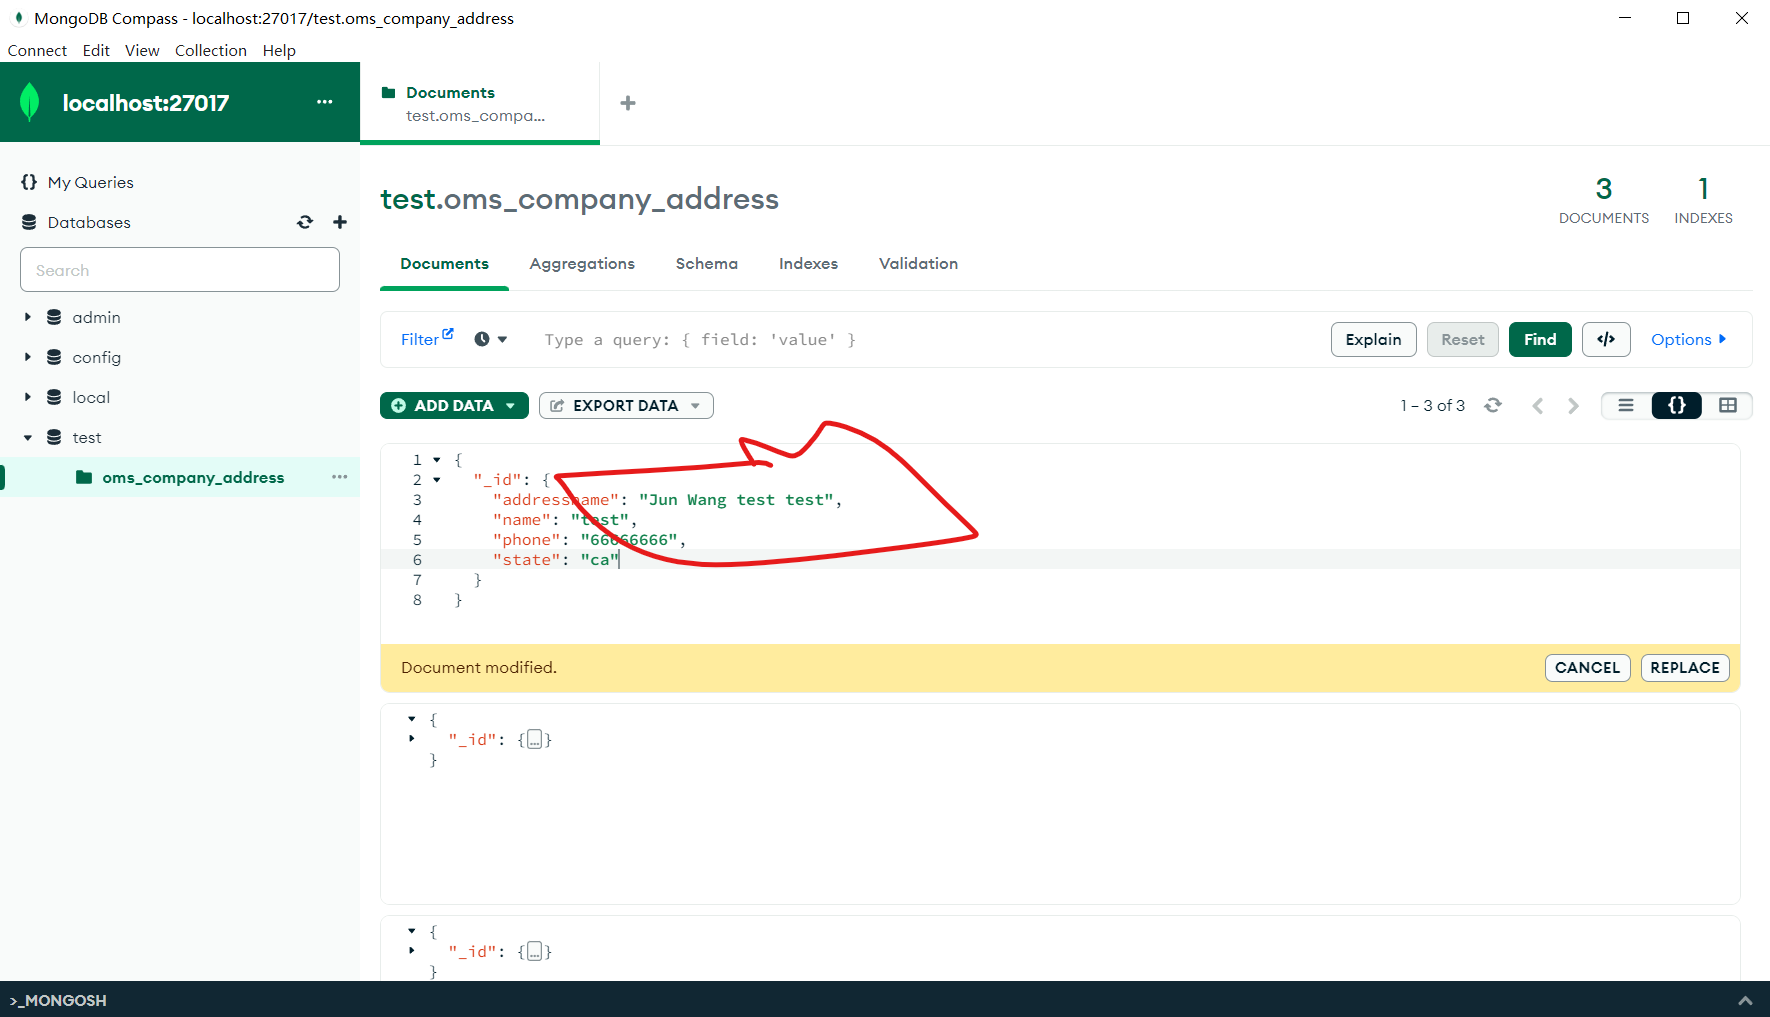 MongoDB Compass - localhost:27017/test.oms_company_address
Connect Edit View Collection Help
localhost:27017
Documents
test.oms_compa...
My Queries
Databases
Search
admin
config
local
test
oms_company_address
test.oms_company_address
3
DOCUMENTS
1
INDEXES
Documents Aggregations Schema Indexes Validation
Filter Type a query: { field: 'value' } Explain Reset Find </> Options
ADD DATA EXPORT DATA 1 – 3 of 3 {}
1 {
2 "_id": {
3 "addressname": "Jun Wang test test",
4 "name": "test",
5 "phone": "66666666",
6 "state": "ca"
7 }
8 }
Document modified. CANCEL REPLACE
{
"_id": {...}
}
{
"_id": {...}
}
>_MONGOSH